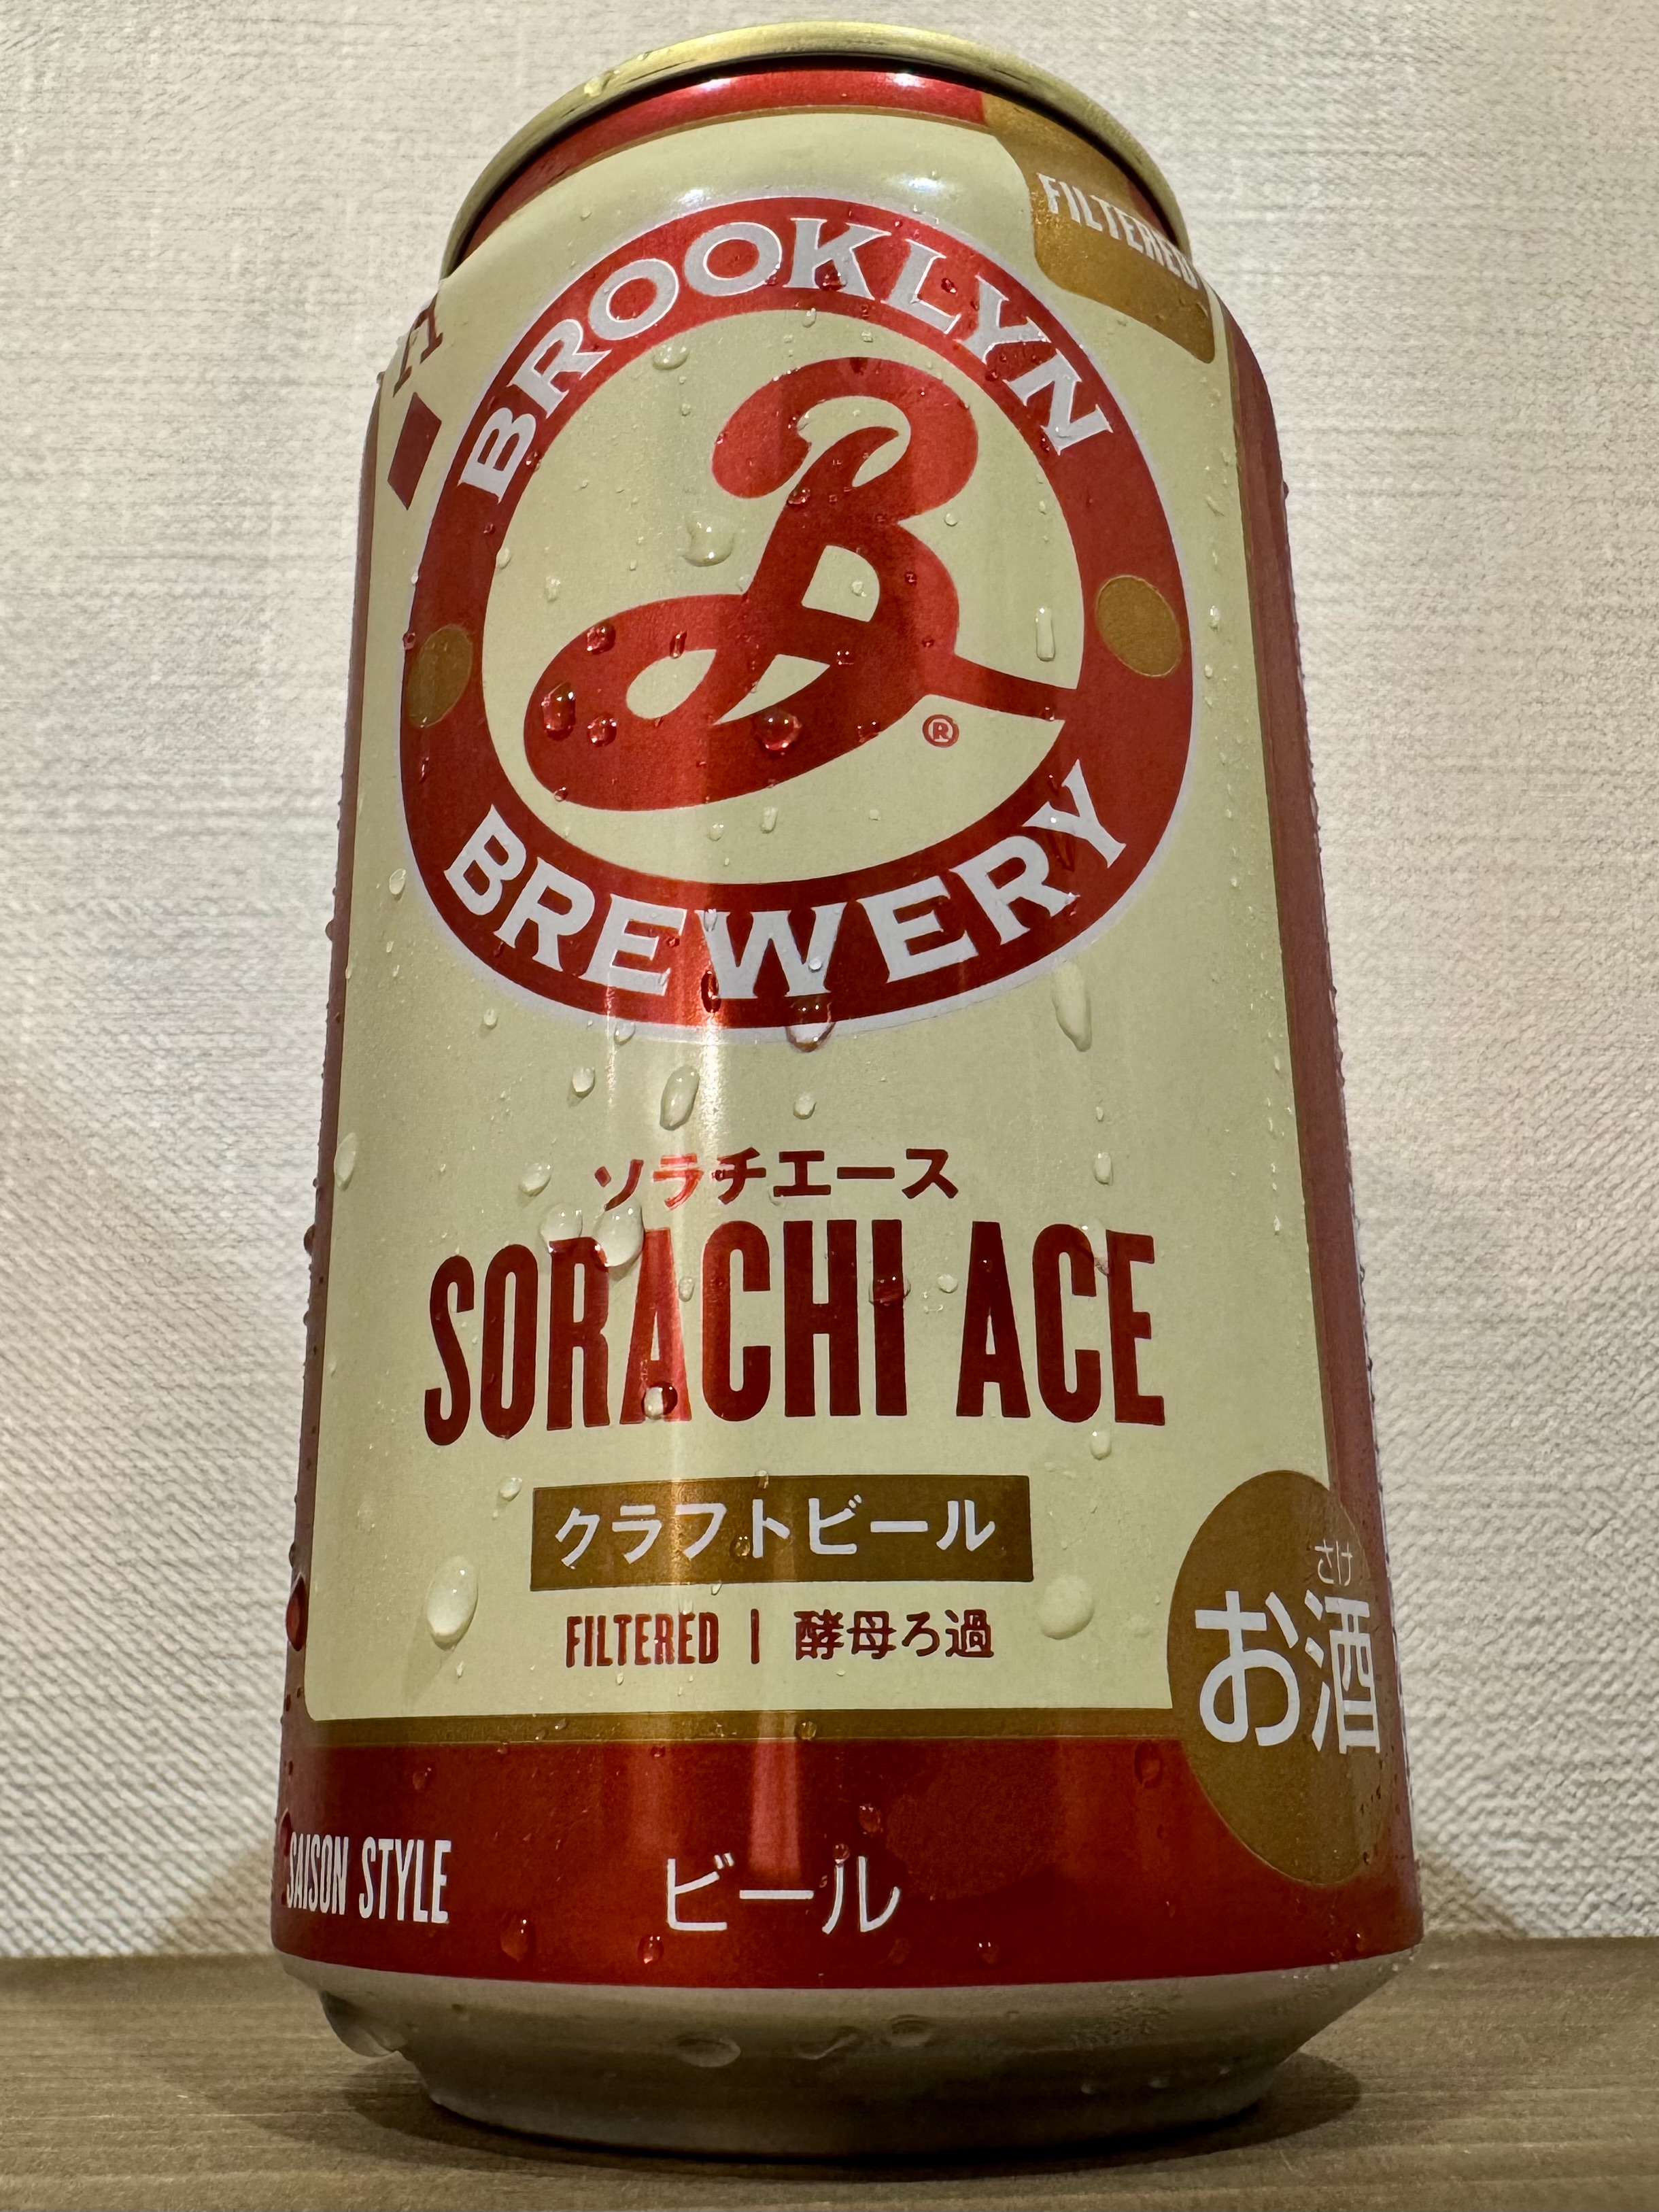 FILTERED
BROOKLYN
B
®
BREWERY
ソラチエース
SORACHI ACE
クラフトビール
FILTERED | 酵母ろ過
さけ
お酒
SAISON STYLE
ビール